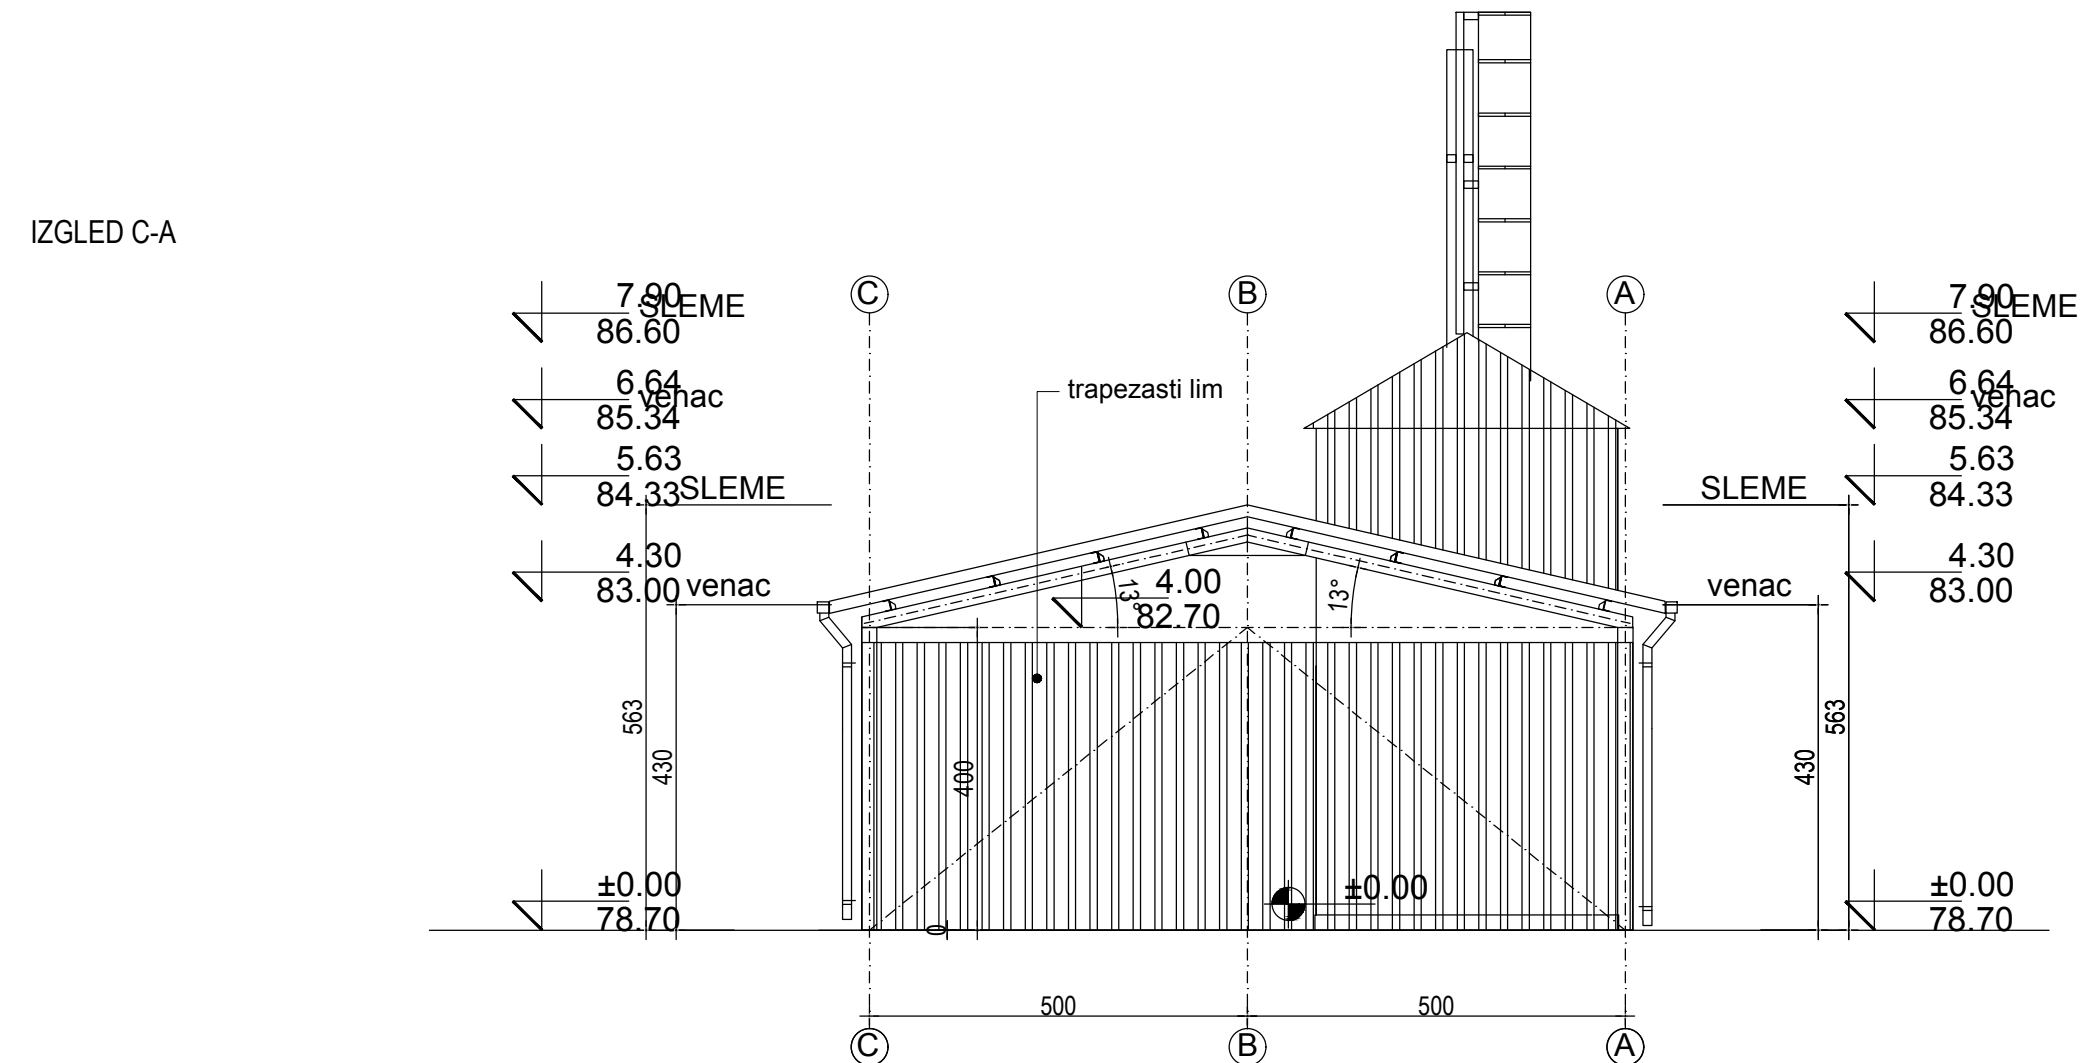 IZGLED C-A
C
B
A
7.90
SLEME
86.60
7.90
SLEME
86.60
6.64
venac
85.34
6.64
venac
85.34
trapezasti lim
5.63
84.33
SLEME
SLEME
5.63
84.33
4.30
83.00
venac
13°
4.00
82.70
13°
venac
4.30
83.00
563
430
400
430
563
±0.00
78.70
0
±0.00
±0.00
78.70
500
500
C
B
A